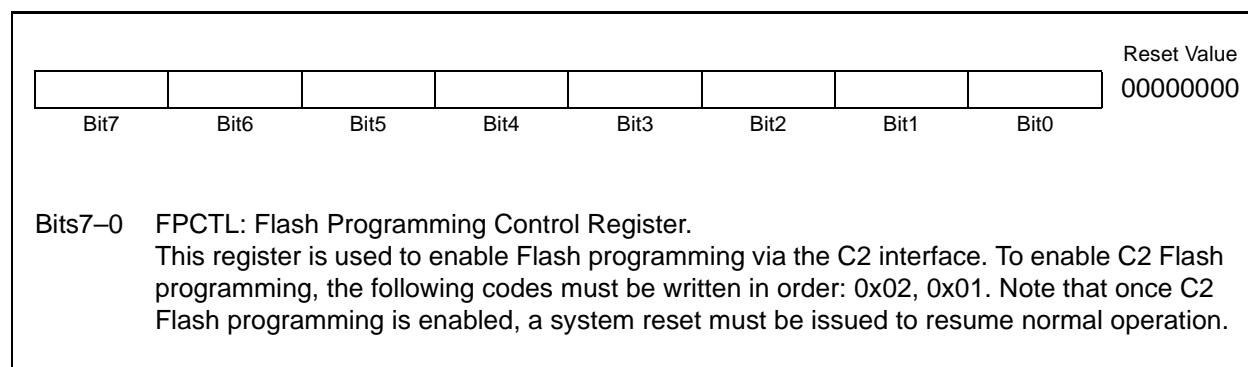 Reset Value
00000000
Bit7 Bit6 Bit5 Bit4 Bit3 Bit2 Bit1 Bit0
Bits7–0 FPCTL: Flash Programming Control Register.
This register is used to enable Flash programming via the C2 interface. To enable C2 Flash
programming, the following codes must be written in order: 0x02, 0x01. Note that once C2
Flash programming is enabled, a system reset must be issued to resume normal operation.